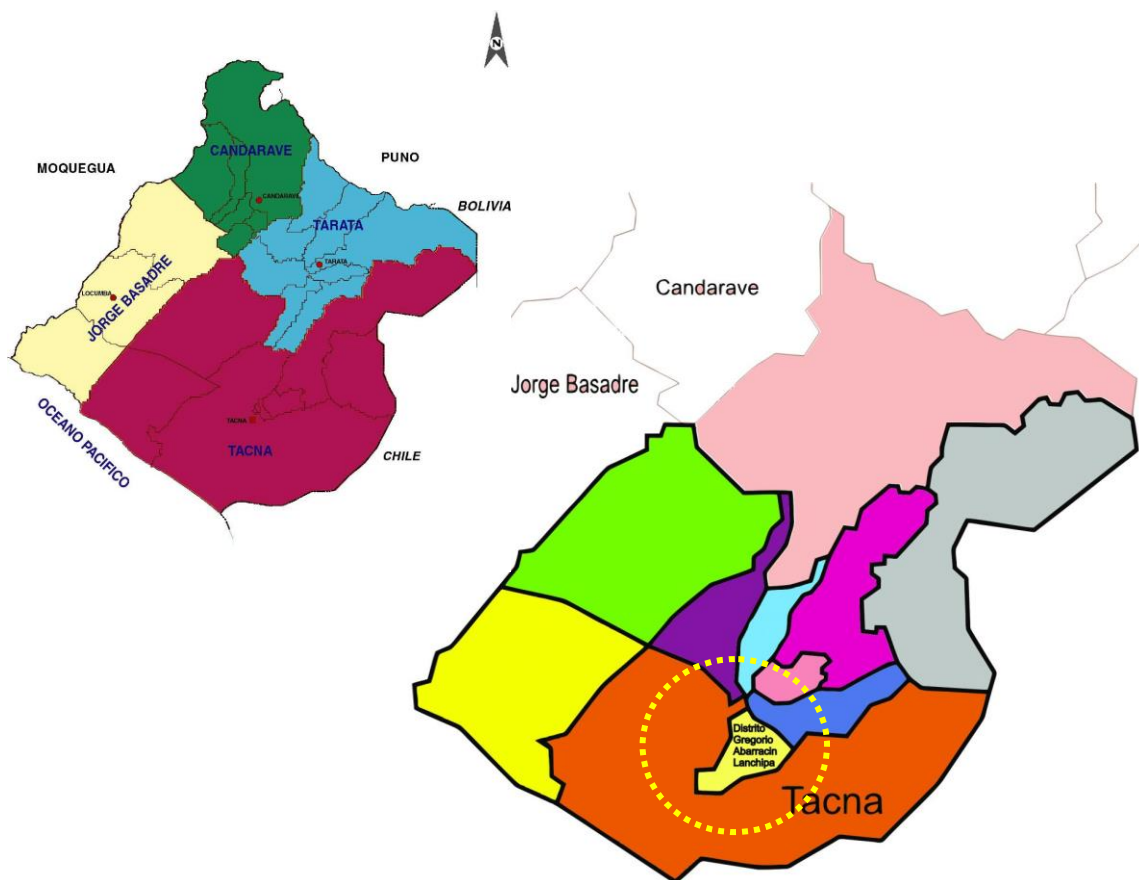 N
MOQUEGUA
PUNO
BOLIVIA
CANDARAVE
CANDARAVE
TARATA
TARATA
LOCUMBA
JORGE BASADRE
TACNA
TACNA
OCEANO PACIFICO
CHILE
Candarave
Jorge Basadre
Distrito
Gregorio
Abarracin
Lanchipa
Tacna